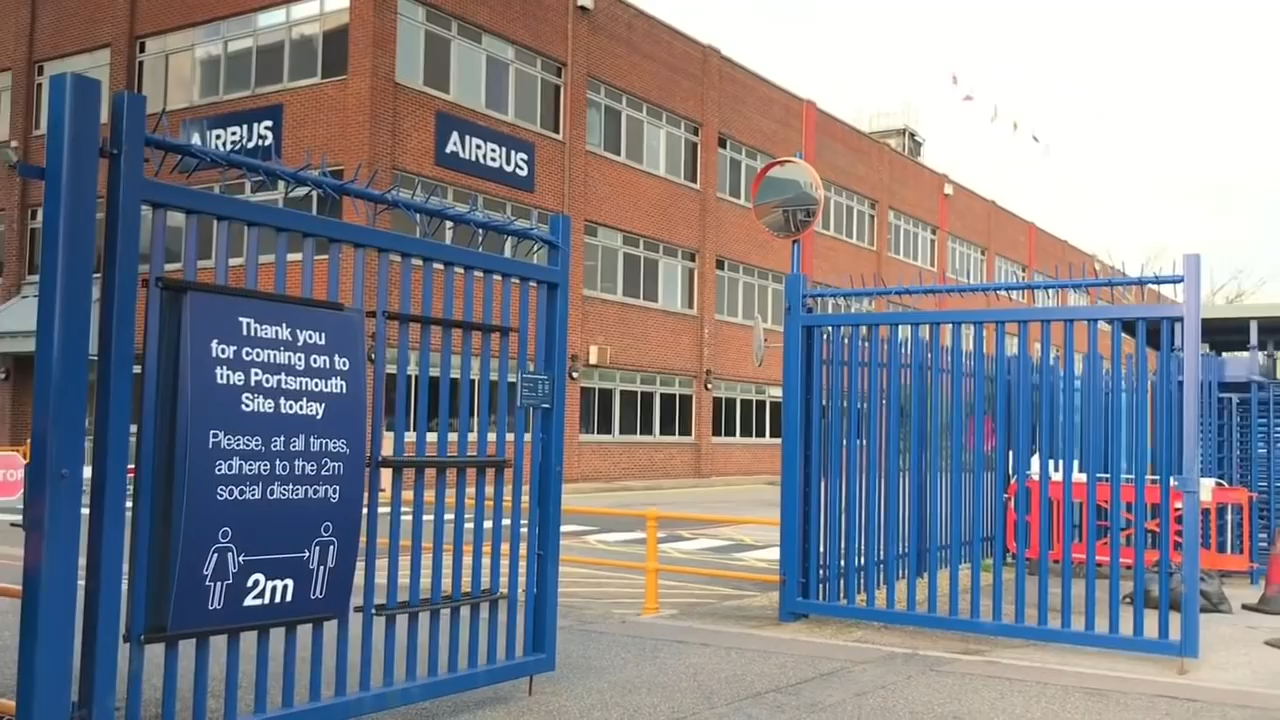 AIRBUS
AIRBUS
Thank you
for coming on to
the Portsmouth
Site today
Please, at all times,
adhere to the 2m
social distancing
2m